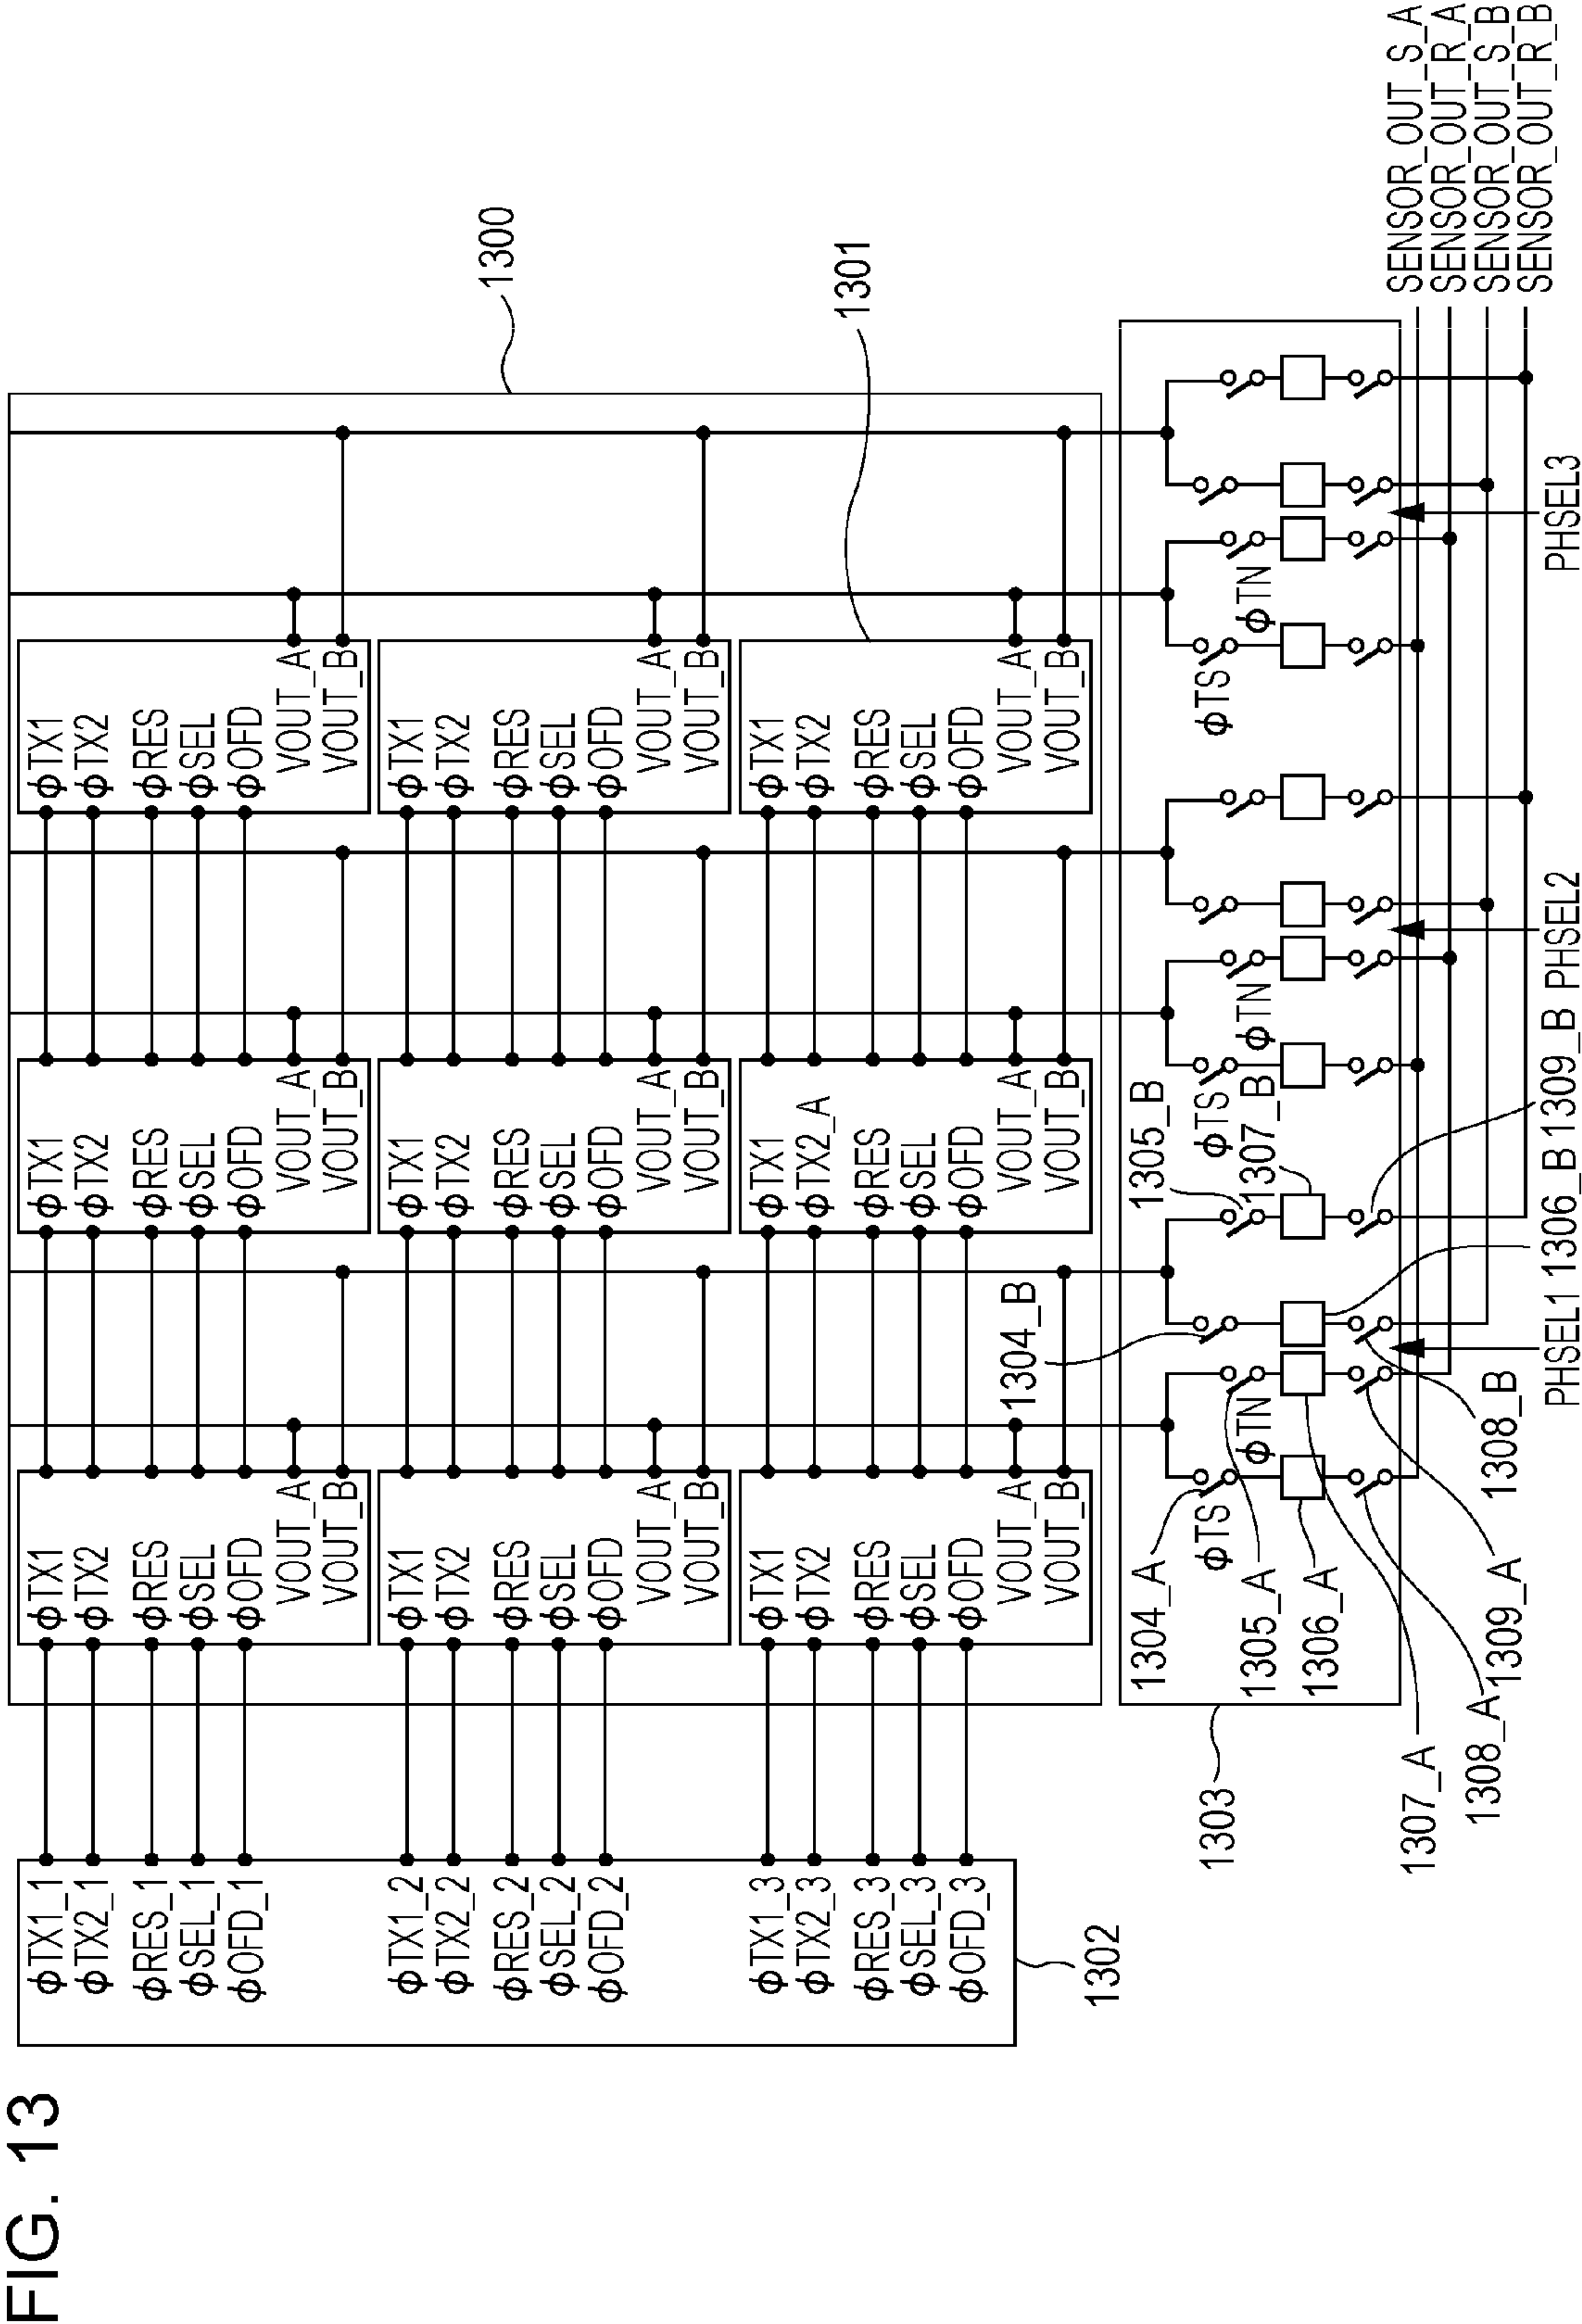 FIG. 13
1300
1301
1302
ϕTX1_1
ϕTX2_1
ϕRES_1
ϕSEL_1
ϕOFD_1
ϕTX1_2
ϕTX2_2
ϕRES_2
ϕSEL_2
ϕOFD_2
ϕTX1_3
ϕTX2_3
ϕRES_3
ϕSEL_3
ϕOFD_3
ϕTX1
ϕTX2
ϕRES
ϕSEL
ϕOFD
VOUT_A
VOUT_B
ϕTX1
ϕTX2
ϕRES
ϕSEL
ϕOFD
VOUT_A
VOUT_B
ϕTX1
ϕTX2
ϕRES
ϕSEL
ϕOFD
VOUT_A
VOUT_B
ϕTX1
ϕTX2
ϕRES
ϕSEL
ϕOFD
VOUT_A
VOUT_B
ϕTX1
ϕTX2
ϕRES
ϕSEL
ϕOFD
VOUT_A
VOUT_B
ϕTX1
ϕTX2
ϕRES
ϕSEL
ϕOFD
VOUT_A
VOUT_B
ϕTX1
ϕTX2
ϕRES
ϕSEL
ϕOFD
VOUT_A
VOUT_B
ϕTX1
ϕTX2_A
ϕRES
ϕSEL
ϕOFD
VOUT_A
VOUT_B
ϕTX1
ϕTX2
ϕRES
ϕSEL
ϕOFD
VOUT_A
VOUT_B
1303
1304_A
1304_B
1305_B
ϕTS
ϕTN
ϕTS
ϕTN
ϕTS
ϕTN
1305_A
1307_B
1306_A
1307_A
1308_A
1309_A
1308_B
PHSEL1
1306_B
1309_B
PHSEL2
PHSEL3
SENSOR_OUT_S_A
SENSOR_OUT_R_A
SENSOR_OUT_S_B
SENSOR_OUT_R_B